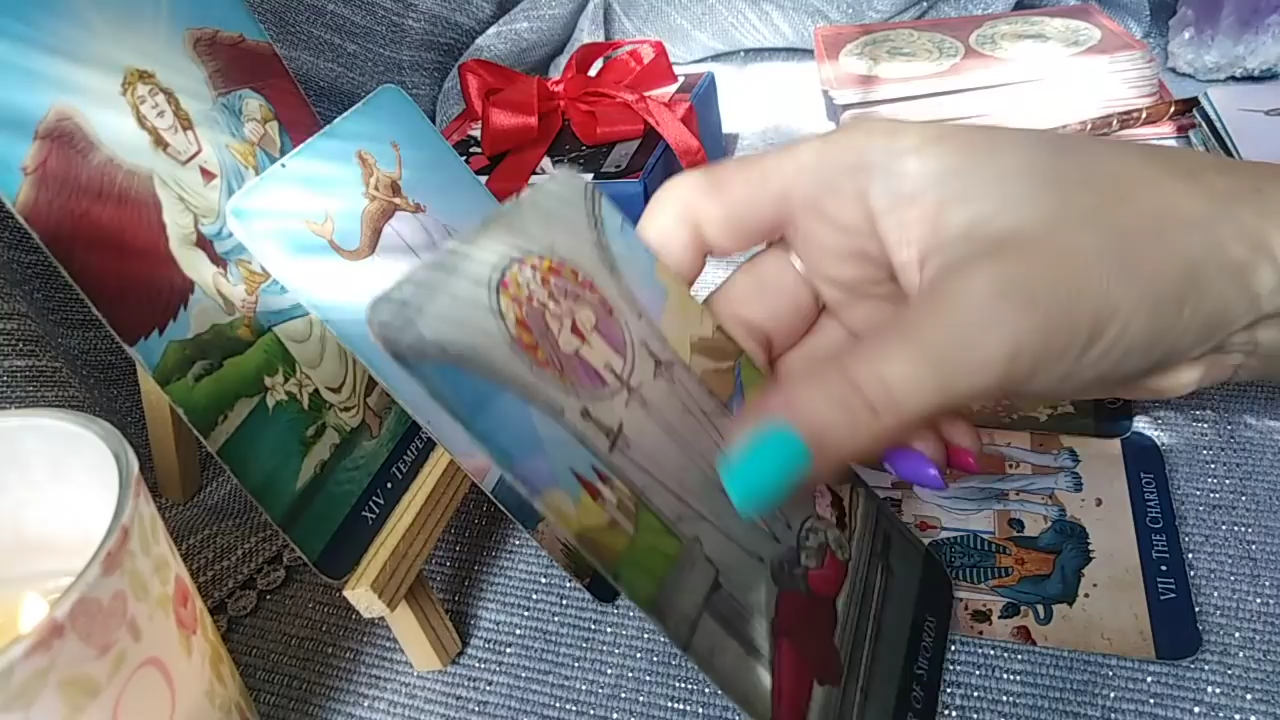 XIV • TEMPER
R OF SWORDS
VII • THE CHARIOT